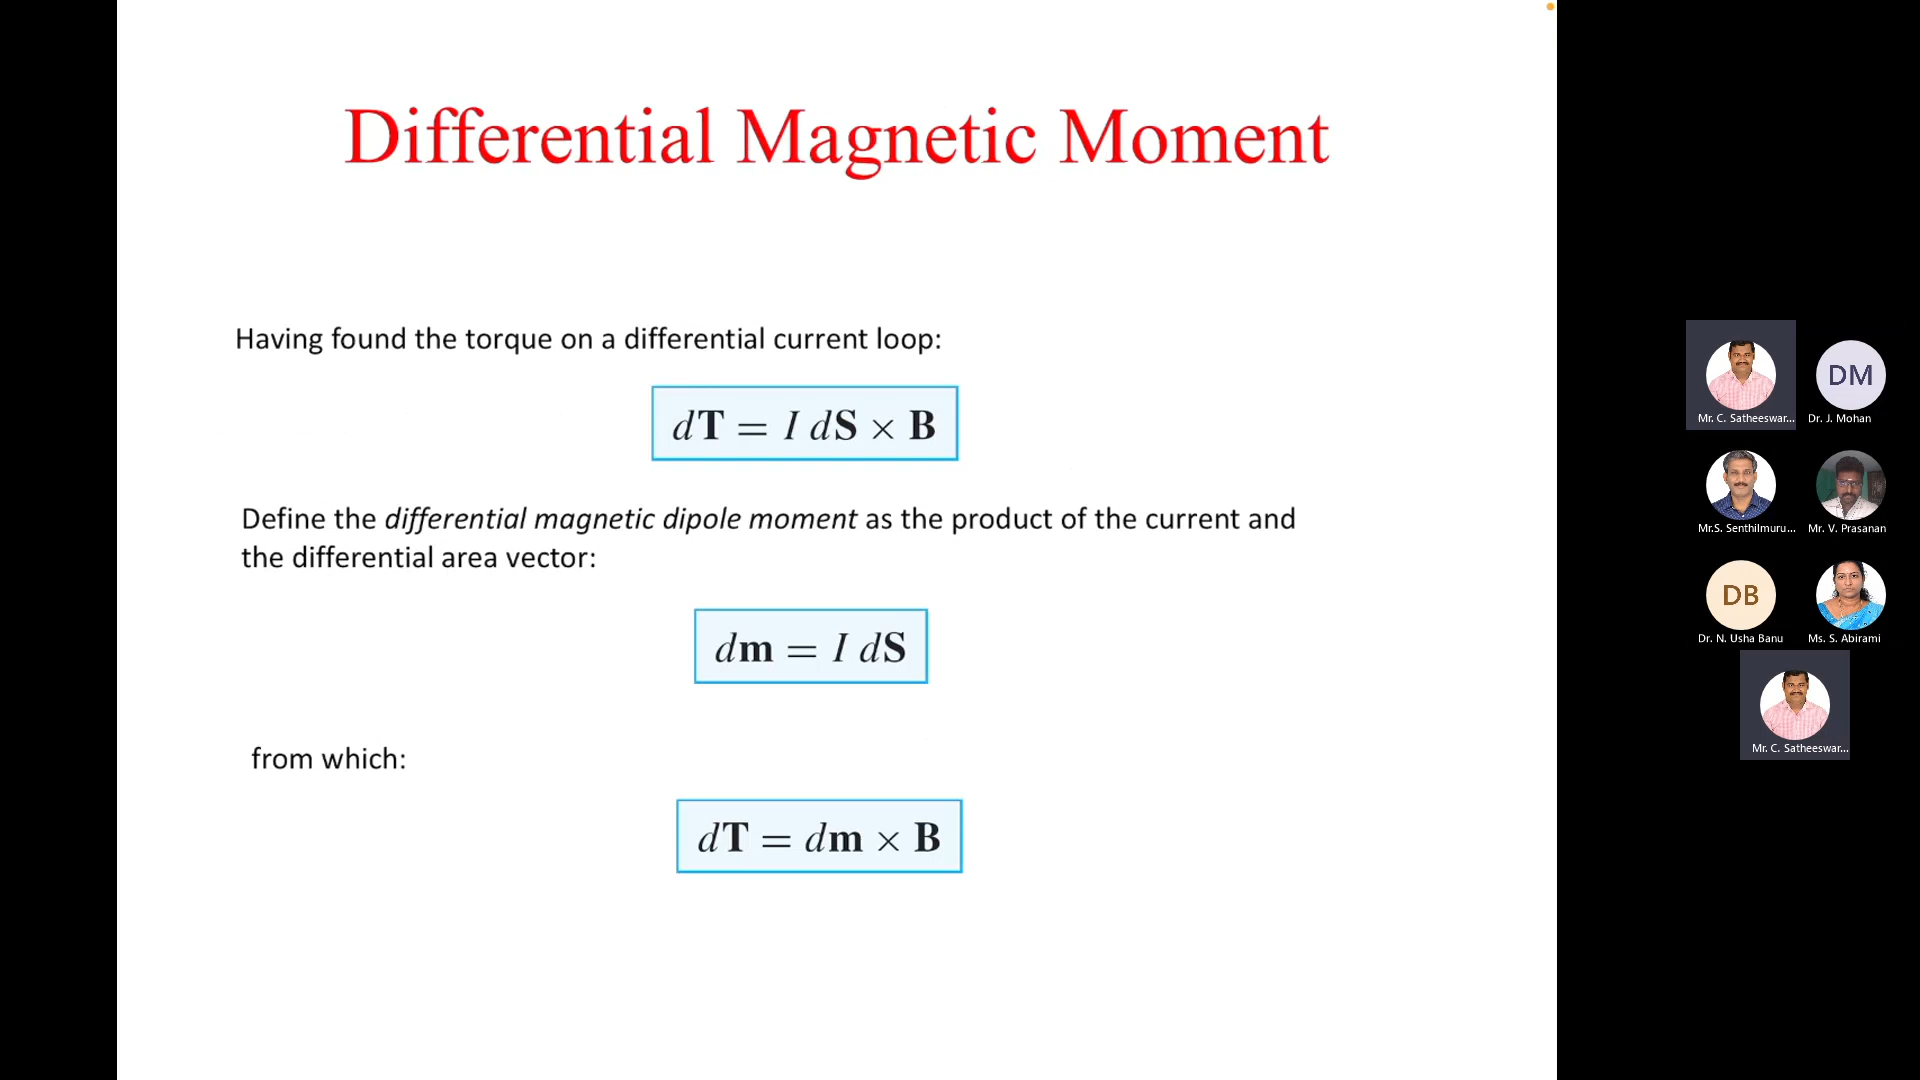 Differential Magnetic Moment
Having found the torque on a differential current loop:
dT = I dS × B
Define the differential magnetic dipole moment as the product of the current and
the differential area vector:
dm = I dS
from which:
dT = dm × B
Mr. C. Satheeswar...
DM
Dr. J. Mohan
Mr.S. Senthilmuru...
Mr. V. Prasanan
DB
Dr. N. Usha Banu
Ms. S. Abirami
Mr. C. Satheeswar...